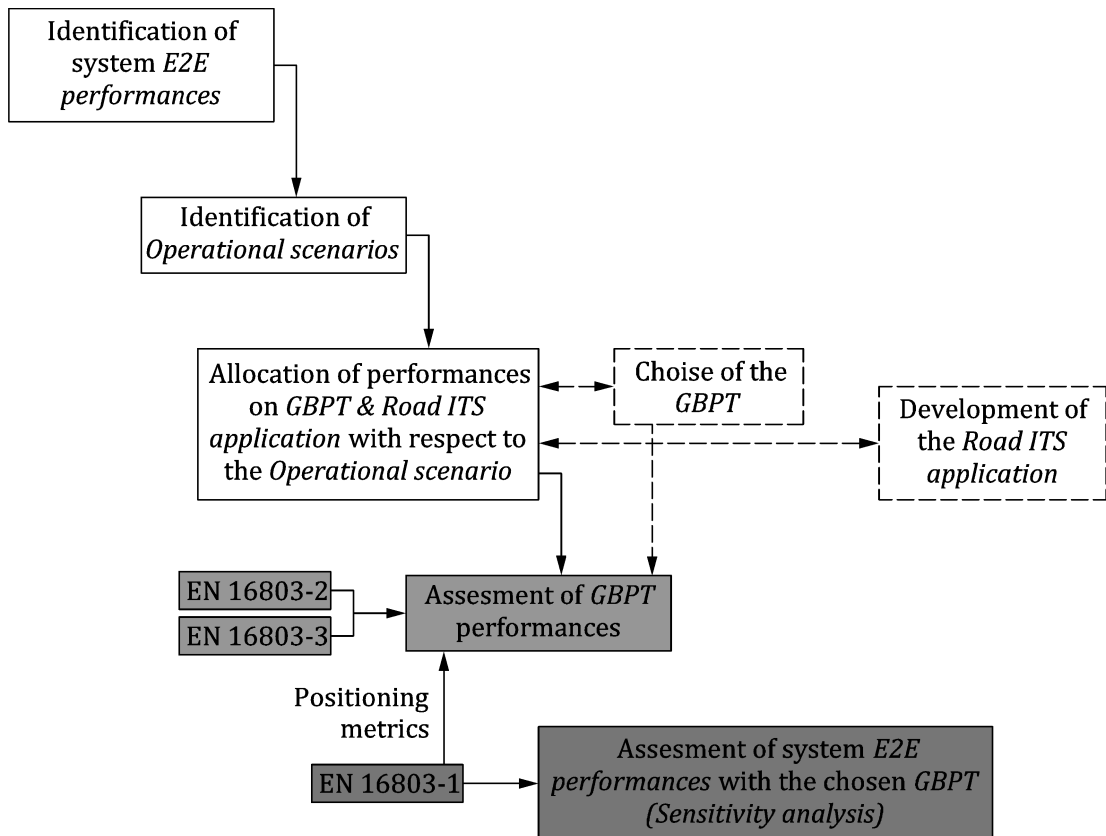 Identification of
system E2E
performances
Identification of
Operational scenarios
Allocation of performances
on GBPT & Road ITS
application with respect to
the Operational scenario
Choise of the
GBPT
Development of
the Road ITS
application
EN 16803-2
EN 16803-3
Assesment of GBPT
performances
Positioning
metrics
EN 16803-1
Assesment of system E2E
performances with the chosen GBPT
(Sensitivity analysis)